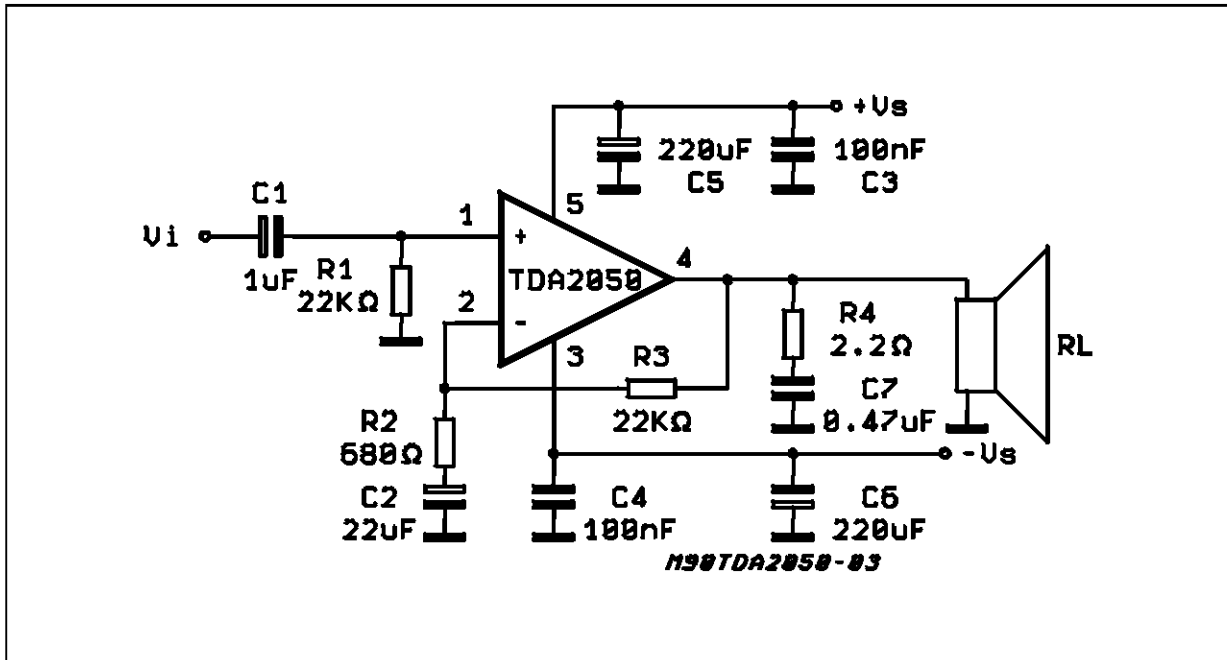 +Vs
220uF
C5
100nF
C3
C1
1uF
Vi
R1
22KΩ
1
2
+
-
TDA2050
5
4
3
R3
22KΩ
R4
2.2Ω
C7
0.47uF
RL
R2
680Ω
C2
22uF
C4
100nF
-Vs
C6
220uF
M90TDA2050-03